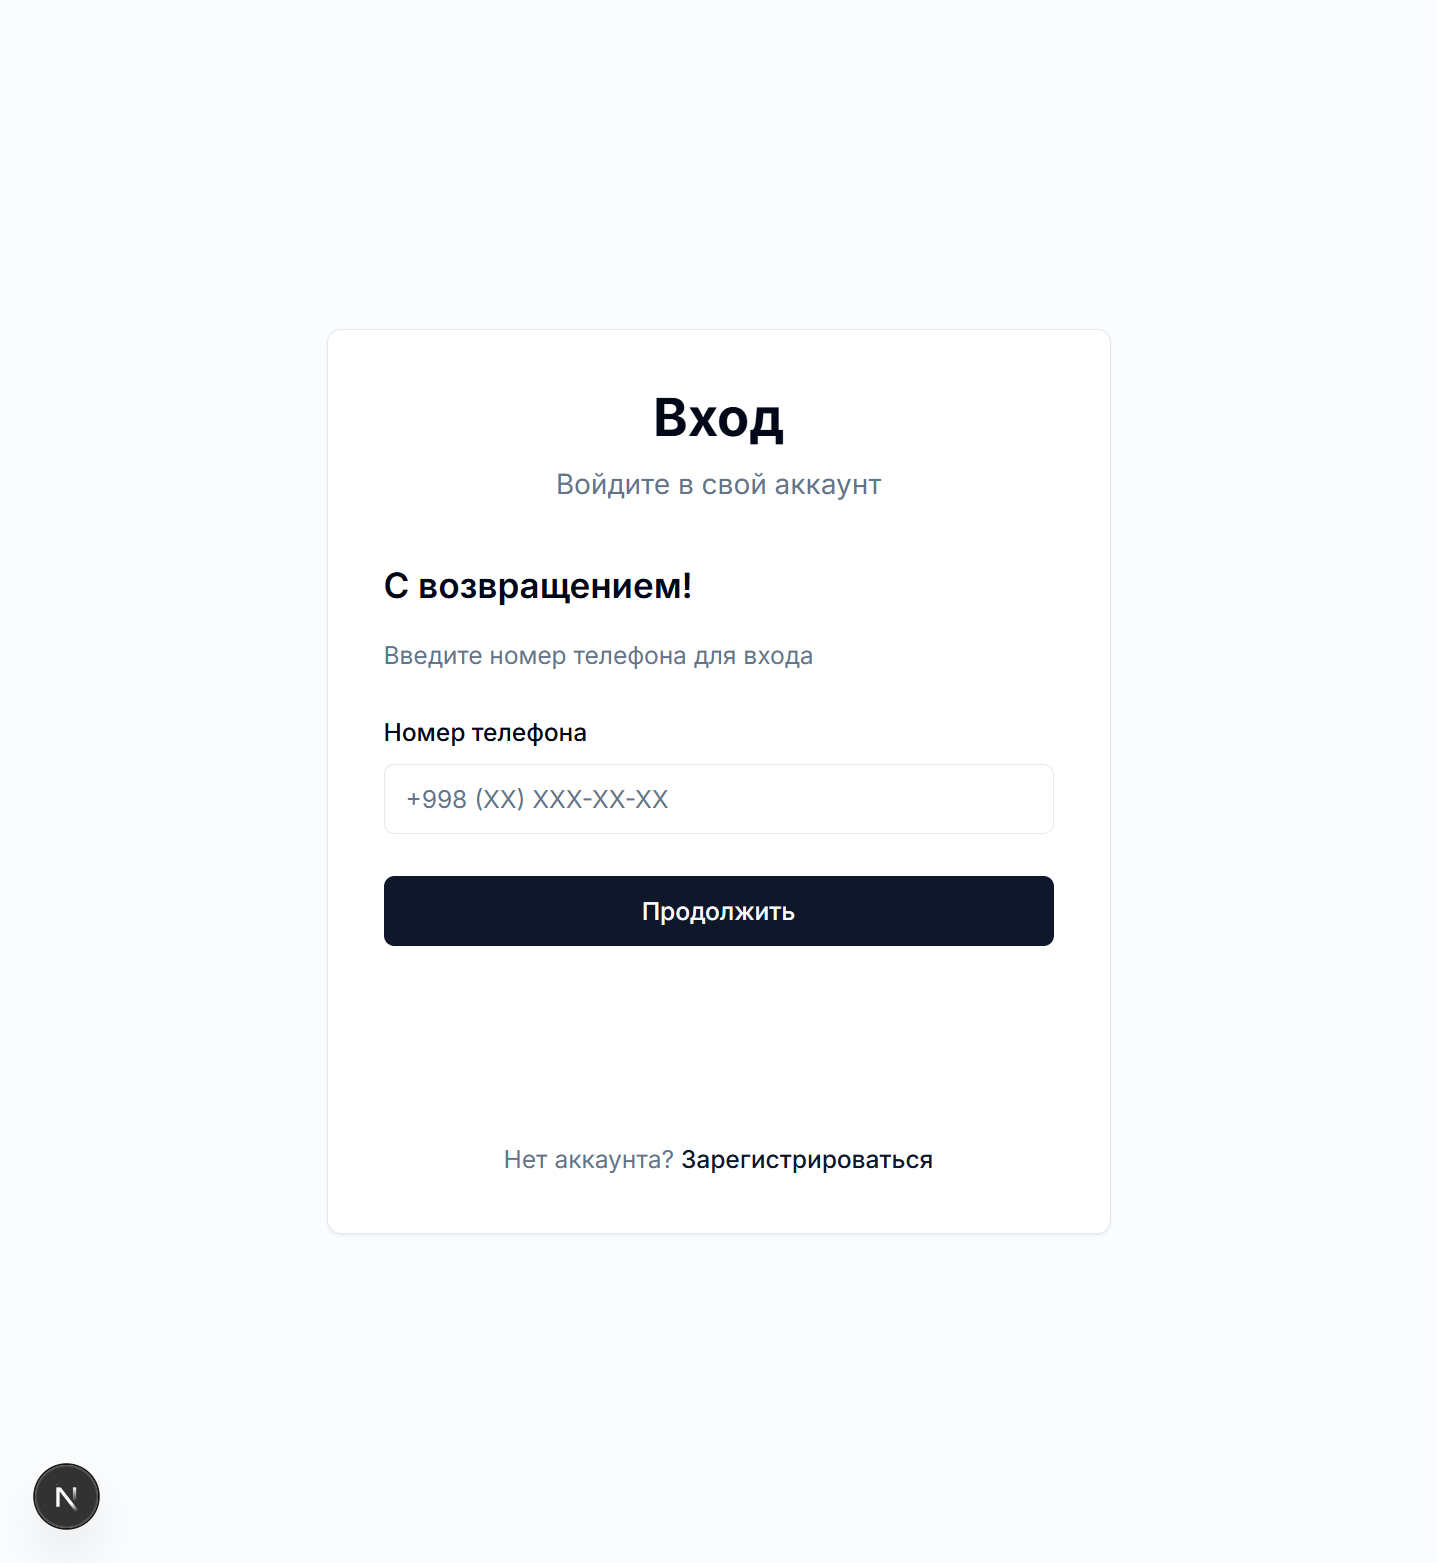 Вход
Войдите в свой аккаунт
С возвращением!
Введите номер телефона для входа
Номер телефона
+998 (XX) XXX-XX-XX
Продолжить
Нет аккаунта? Зарегистрироваться
N